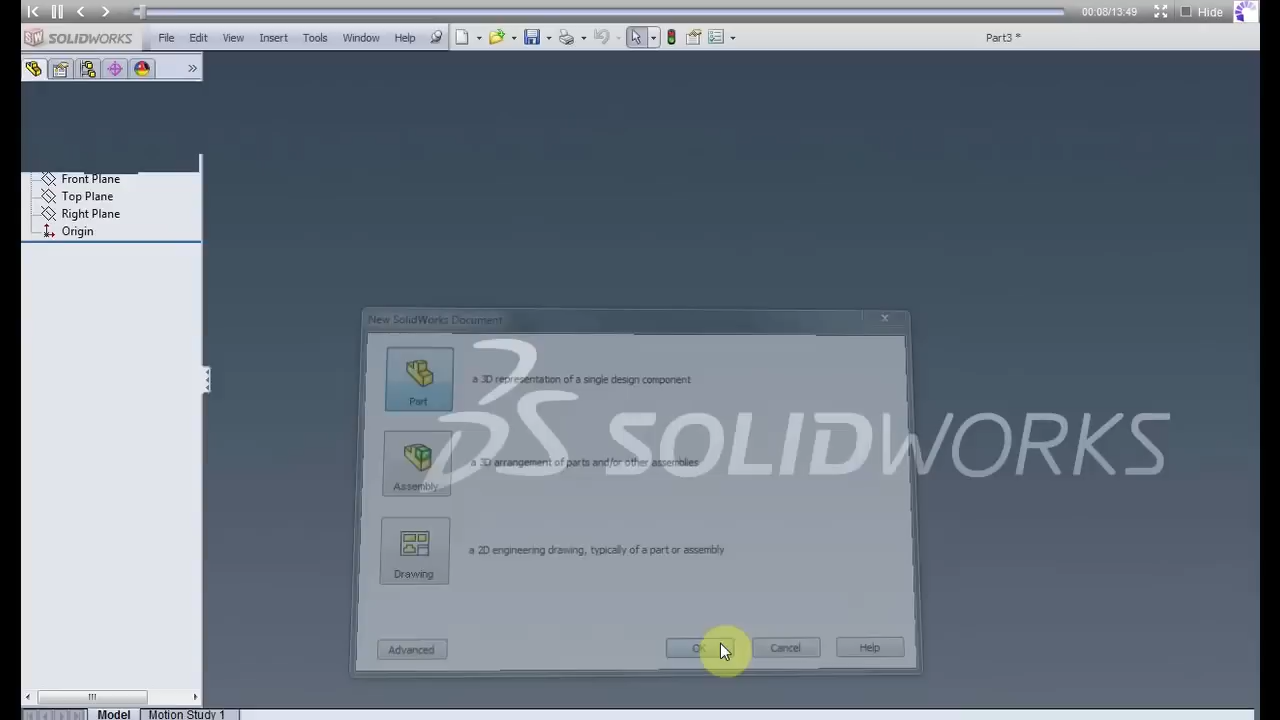 00:08/13:49 Hide
SOLIDWORKS File Edit View Insert Tools Window Help Part3 *
Front Plane
Top Plane
Right Plane
Origin
New SolidWorks Document
Part
a 3D representation of a single design component
SOLIDWORKS
Assembly
a 3D arrangement of parts and/or other assemblies
Drawing
a 2D engineering drawing, typically of a part or assembly
Advanced OK Cancel Help
Model Motion Study 1